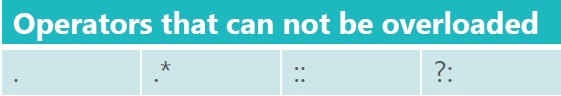 Operators that can not be overloaded
. .* :: ?: